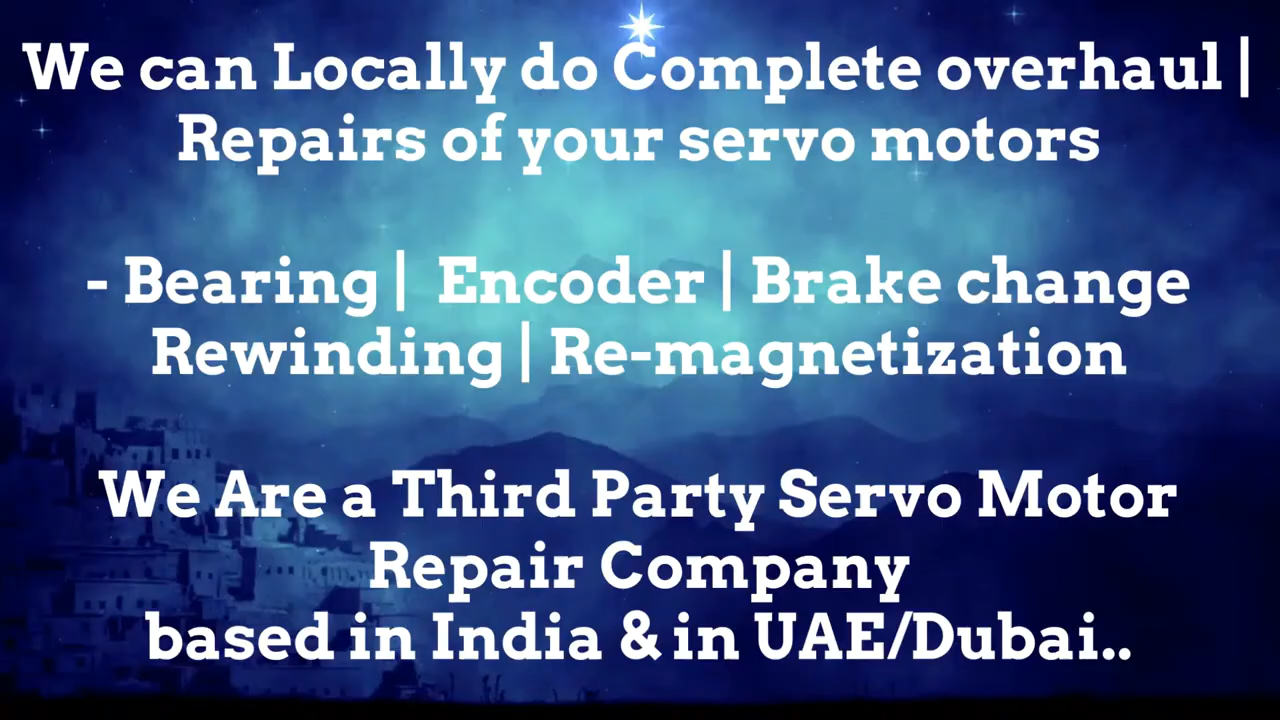 We can Locally do Complete overhaul |
Repairs of your servo motors
- Bearing | Encoder | Brake change
Rewinding | Re-magnetization
We Are a Third Party Servo Motor
Repair Company
based in India & in UAE/Dubai..